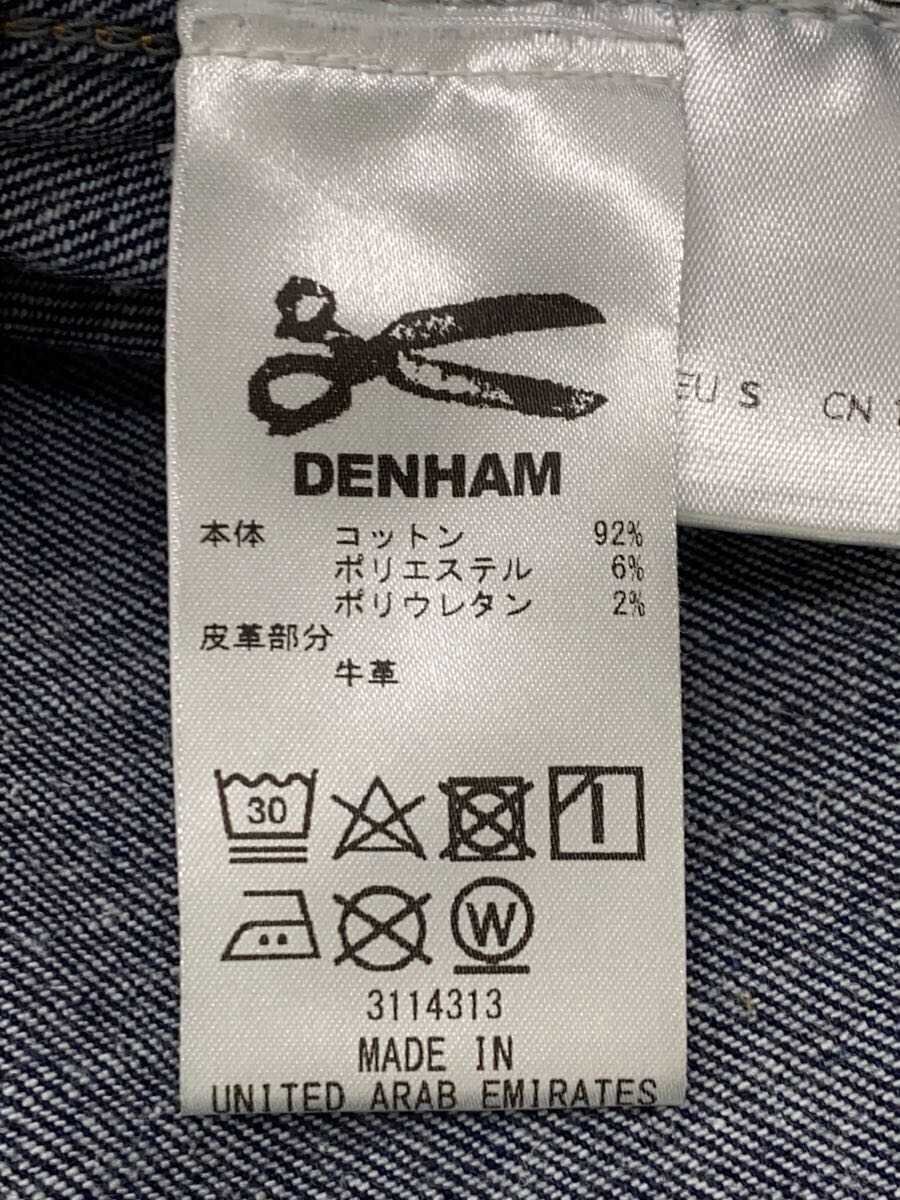 DENHAM
本体 コットン 92%
ポリエステル 6%
ポリウレタン 2%
皮革部分
牛革
30
W
3114313
MADE IN
UNITED ARAB EMIRATES
EU S CN